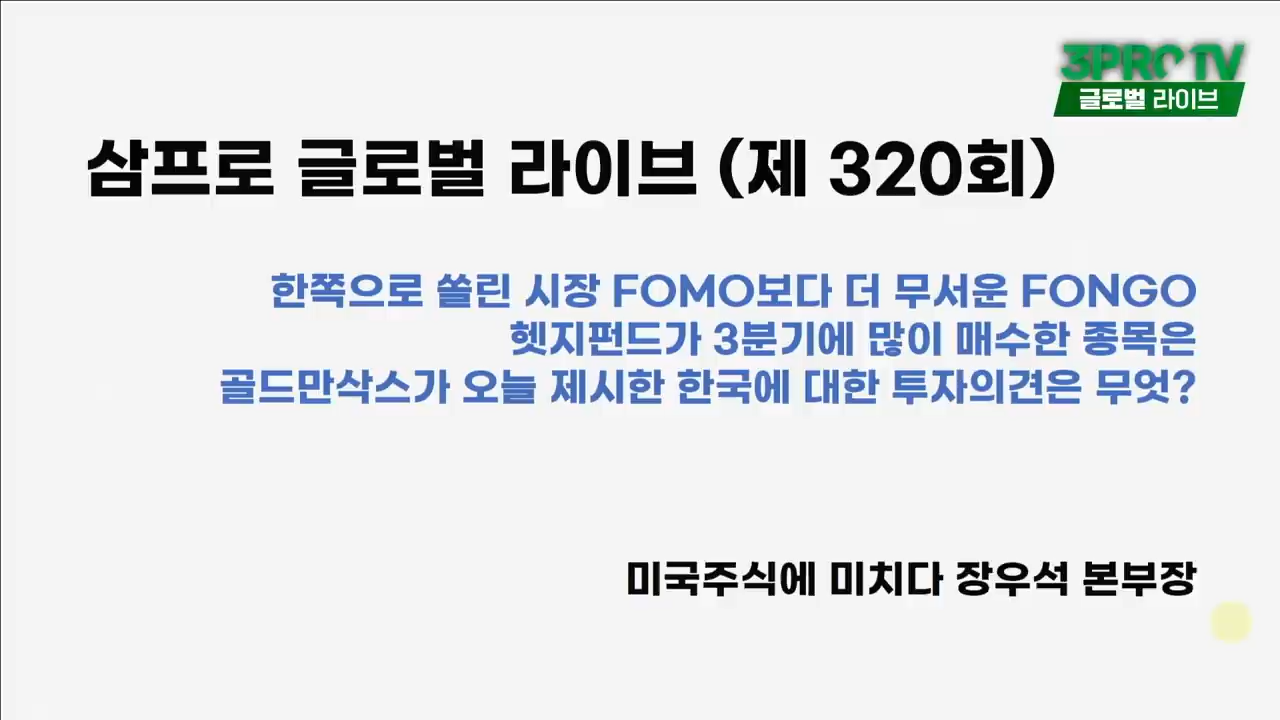 3PRO TV
글로벌 라이브
삼프로 글로벌 라이브 (제 320회)
한쪽으로 쏠린 시장 FOMO보다 더 무서운 FONGO
헷지펀드가 3분기에 많이 매수한 종목은
골드만삭스가 오늘 제시한 한국에 대한 투자의견은 무엇?
미국주식에 미치다 장우석 본부장